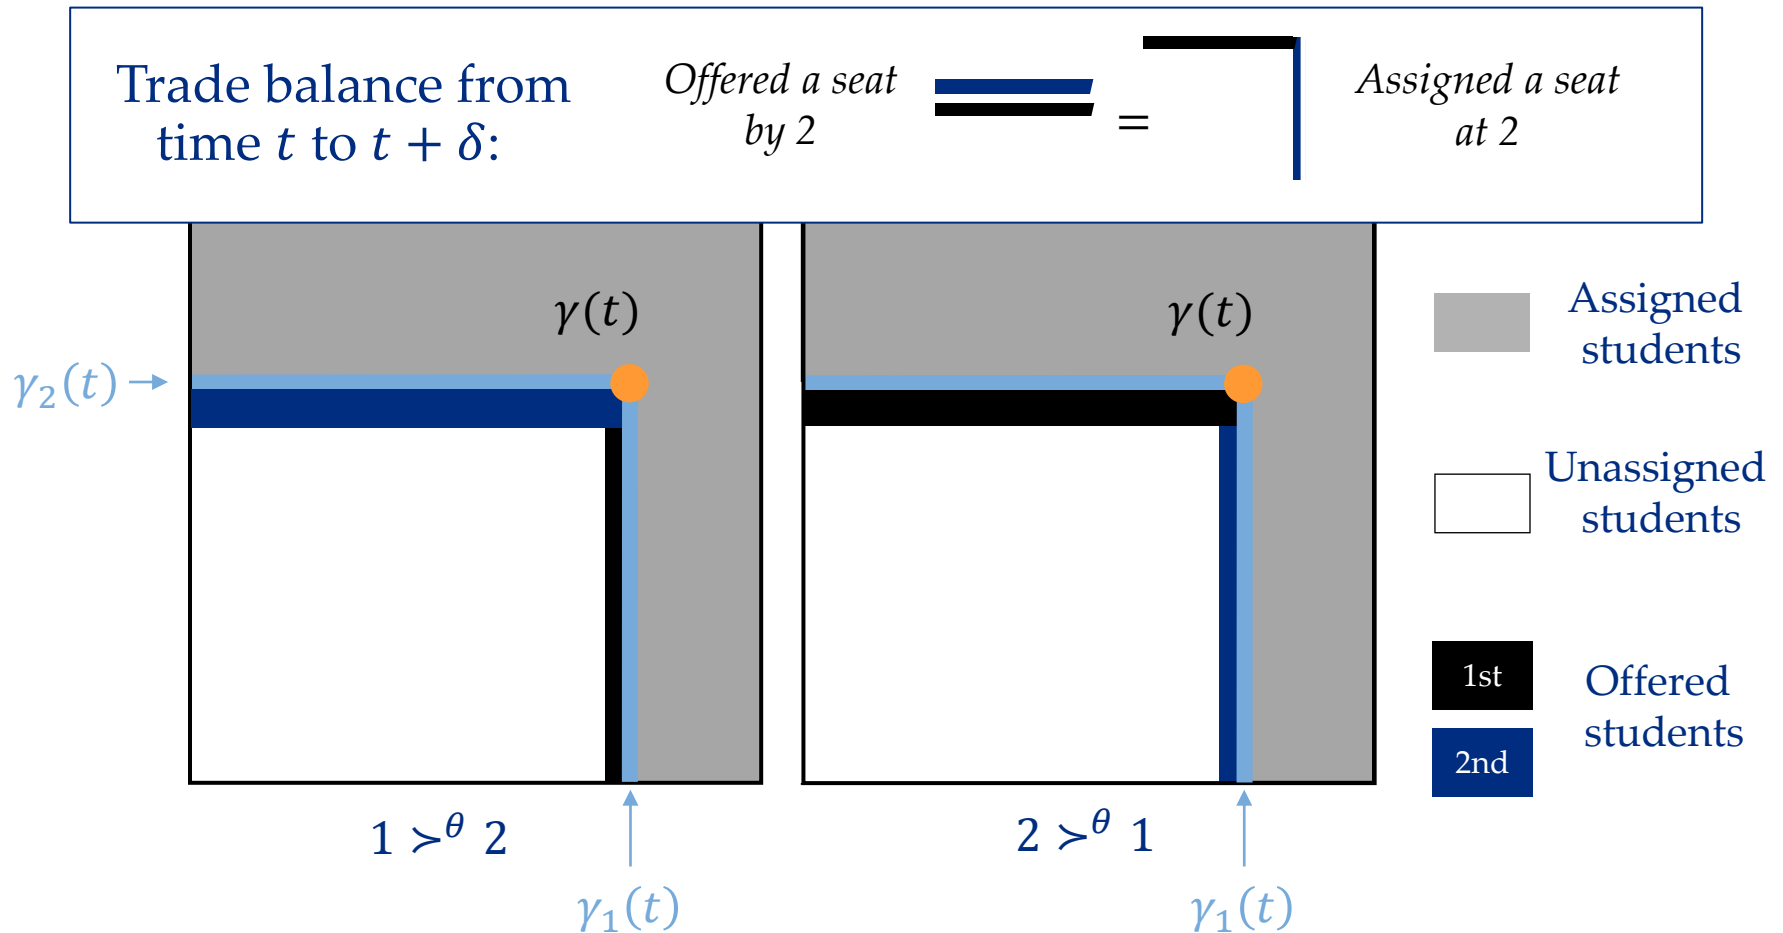 Trade balance from
time t to t + δ:
Offered a seat
by 2
=
Assigned a seat
at 2
γ(t)
γ(t)
γ₂(t)
Assigned
students
Unassigned
students
1st
2nd
Offered
students
1 ≻^θ 2
2 ≻^θ 1
γ₁(t)
γ₁(t)